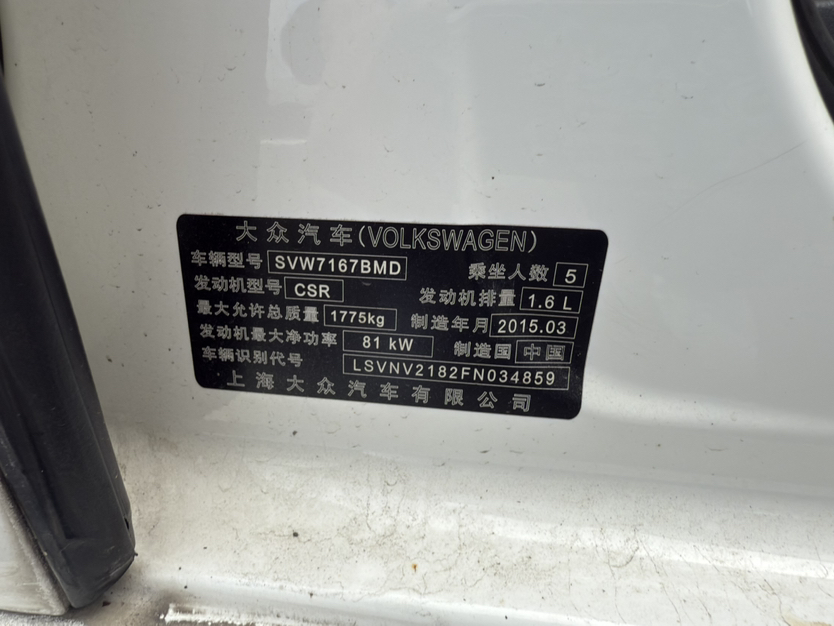 大众汽车(VOLKSWAGEN)
车辆型号 SVW7167BMD 乘坐人数 5
发动机型号 CSR 发动机排量 1.6 L
最大允许总质量 1775kg 制造年月 2015.03
发动机最大净功率 81 kW 制造国 中国
车辆识别代号 LSVNV2182FN034859
上海大众汽车有限公司